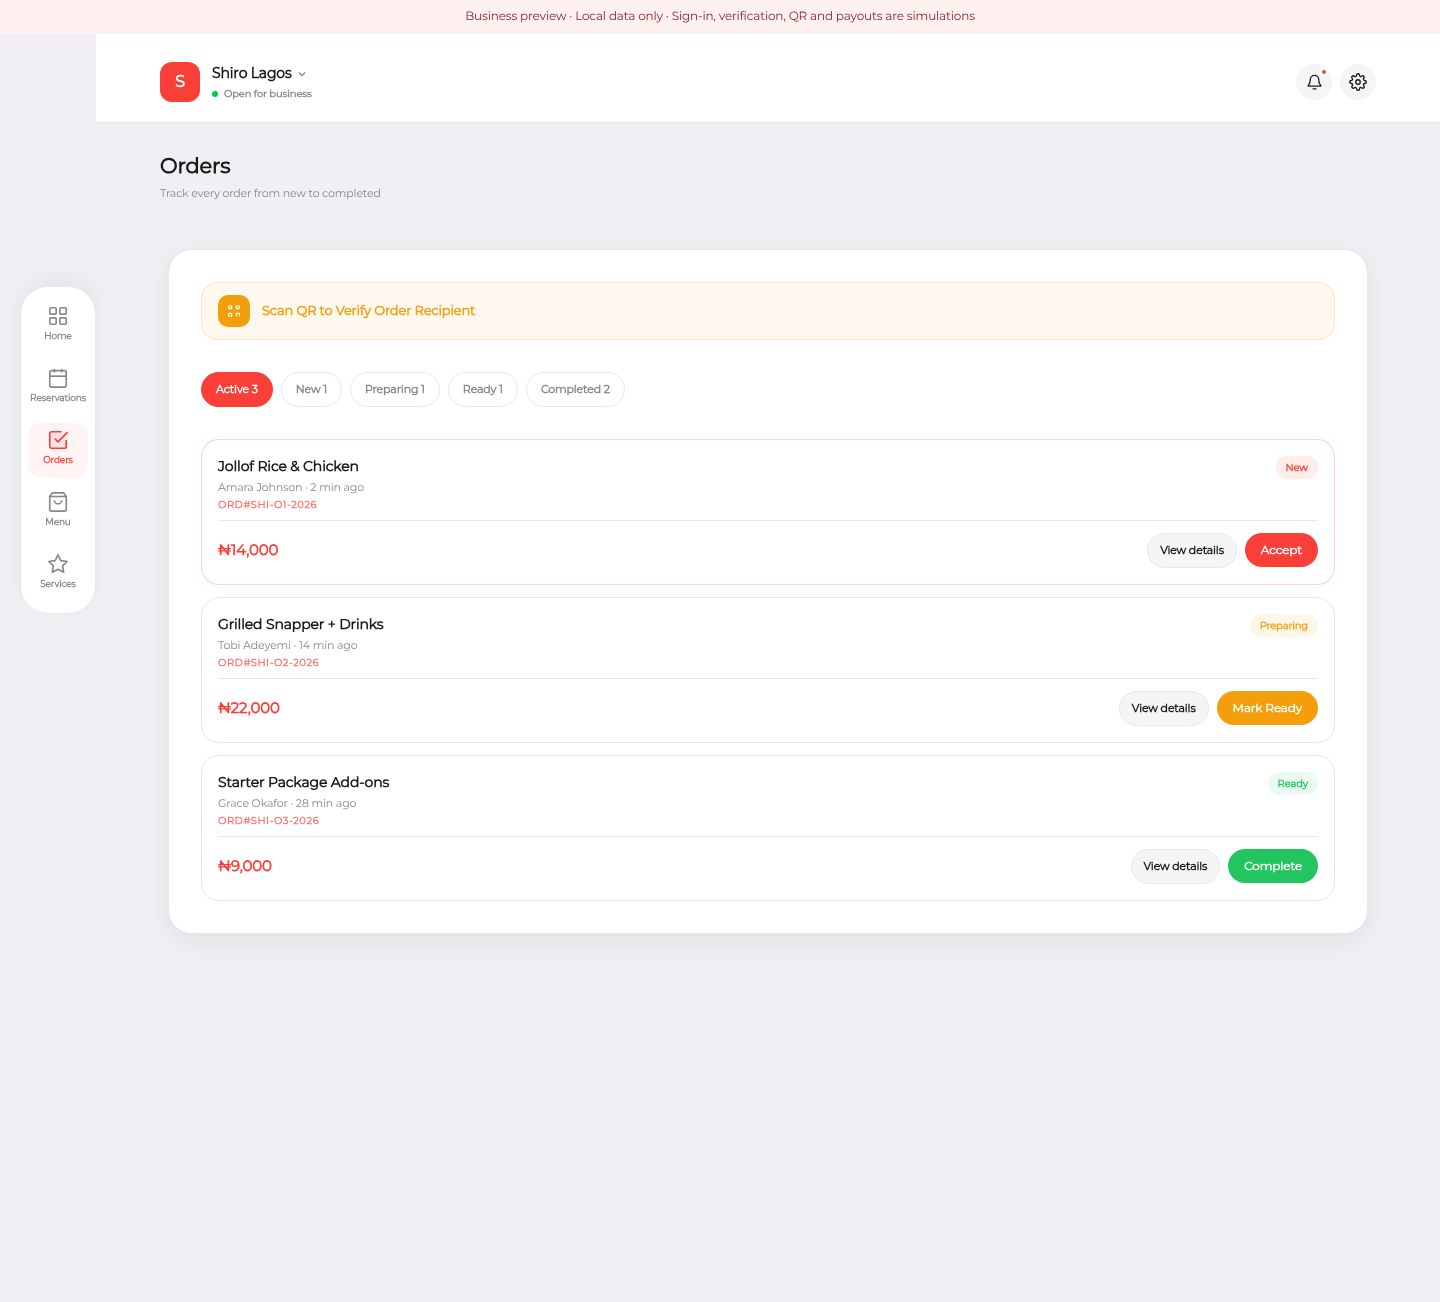 Business preview · Local data only · Sign-in, verification, QR and payouts are simulations
S
Shiro Lagos
Open for business
Orders
Track every order from new to completed
Home
Reservations
Orders
Menu
Services
Scan QR to Verify Order Recipient
Active 3
New 1
Preparing 1
Ready 1
Completed 2
Jollof Rice & Chicken
New
Amara Johnson · 2 min ago
ORD#SHI-O1-2026
₦14,000
View details
Accept
Grilled Snapper + Drinks
Preparing
Tobi Adeyemi · 14 min ago
ORD#SHI-O2-2026
₦22,000
View details
Mark Ready
Starter Package Add-ons
Ready
Grace Okafor · 28 min ago
ORD#SHI-O3-2026
₦9,000
View details
Complete